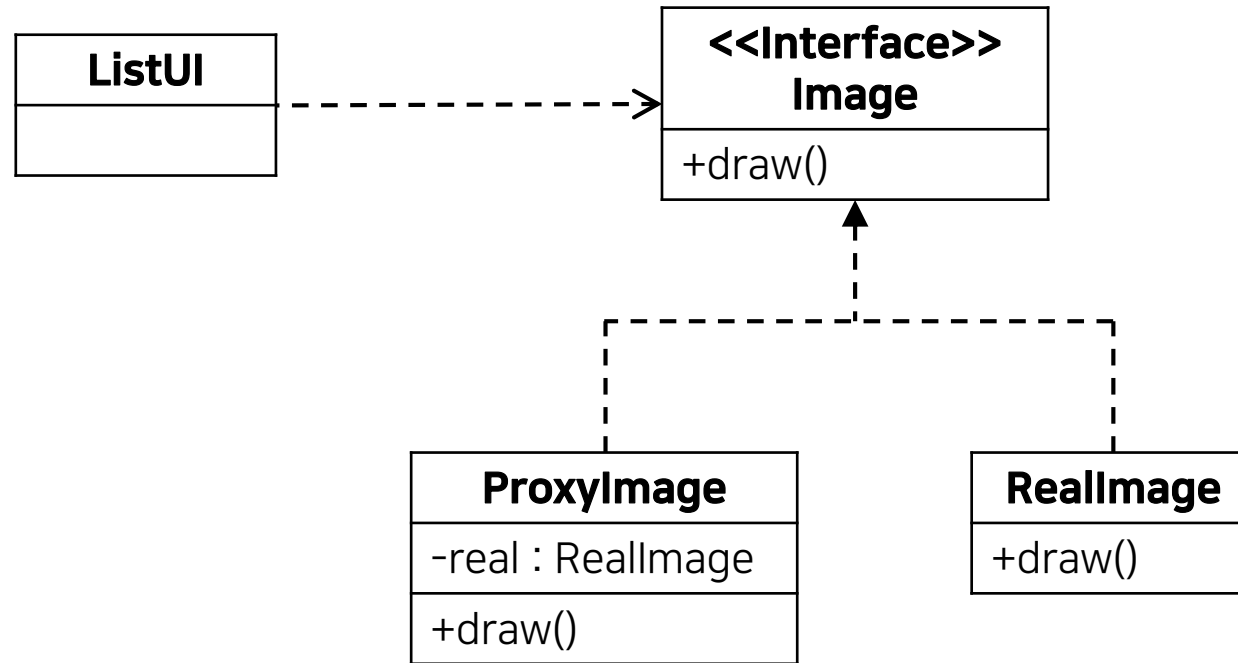 ListUI
<<Interface>>
Image
+draw()
ProxyImage
-real : RealImage
+draw()
RealImage
+draw()